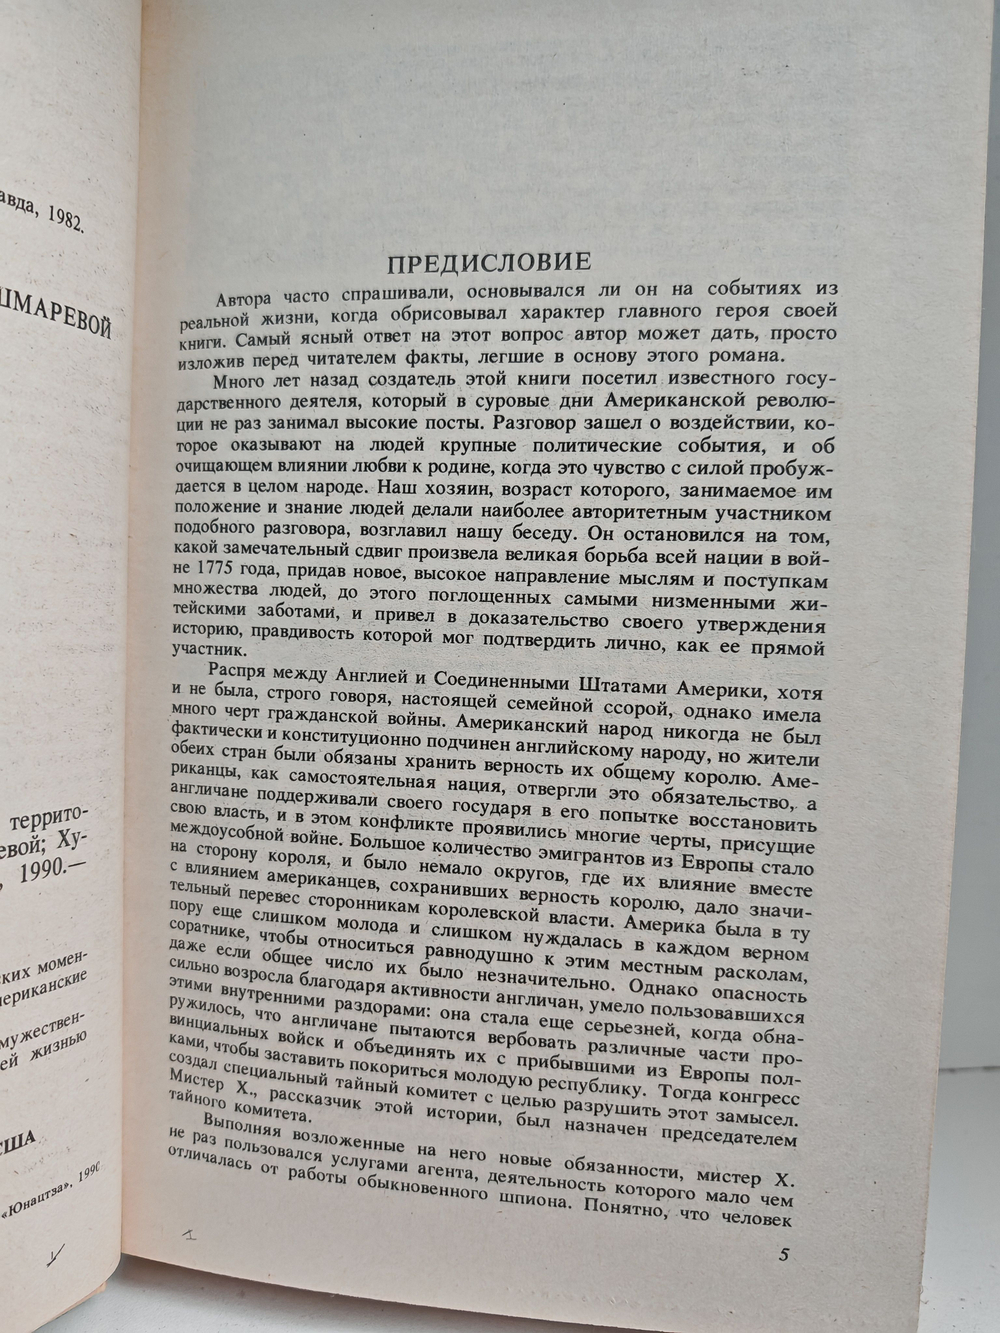 авда, 1982.
ШМАРЕВОЙ
террито-
евой; Ху-
1990.—
ских момен-
мериканские
мужествен-
ей жизнью
США
«Юнацтва», 1990
ПРЕДИСЛОВИЕ
Автора часто спрашивали, основывался ли он на событиях из
реальной жизни, когда обрисовывал характер главного героя своей
книги. Самый ясный ответ на этот вопрос автор может дать, просто
изложив перед читателем факты, легшие в основу этого романа.
Много лет назад создатель этой книги посетил известного госу-
дарственного деятеля, который в суровые дни Американской револю-
ции не раз занимал высокие посты. Разговор зашел о воздействии, ко-
торое оказывают на людей крупные политические события, и об
очищающем влиянии любви к родине, когда это чувство с силой пробуж-
дается в целом народе. Наш хозяин, возраст которого, занимаемое им
положение и знание людей делали наиболее авторитетным участником
подобного разговора, возглавил нашу беседу. Он остановился на том,
какой замечательный сдвиг произвела великая борьба всей нации в вой-
не 1775 года, придав новое, высокое направление мыслям и поступкам
множества людей, до этого поглощенных самыми низменными жи-
тейскими заботами, и привел в доказательство своего утверждения
историю, правдивость которой мог подтвердить лично, как ее прямой
участник.
Распря между Англией и Соединенными Штатами Америки, хотя
и не была, строго говоря, настоящей семейной ссорой, однако имела
много черт гражданской войны. Американский народ никогда не был
фактически и конституционно подчинен английскому народу, но жители
обеих стран были обязаны хранить верность их общему королю. Аме-
риканцы, как самостоятельная нация, отвергли это обязательство, а
англичане поддерживали своего государя в его попытке восстановить
свою власть, и в этом конфликте проявились многие черты, присущие
междоусобной войне. Большое количество эмигрантов из Европы стало
на сторону короля, и было немало округов, где их влияние вместе
с влиянием американцев, сохранивших верность королю, дало значи-
тельный перевес сторонникам королевской власти. Америка была в ту
пору еще слишком молода и слишком нуждалась в каждом верном
соратнике, чтобы относиться равнодушно к этим местным расколам,
даже если общее число их было незначительно. Однако опасность
сильно возросла благодаря активности англичан, умело пользовавшихся
этими внутренними раздорами: она стала еще серьезней, когда обна-
ружилось, что англичане пытаются вербовать различные части про-
винциальных войск и объединять их с прибывшими из Европы пол-
ками, чтобы заставить покориться молодую республику. Тогда конгресс
создал специальный тайный комитет с целью разрушить этот замысел.
Мистер Х., рассказчик этой истории, был назначен председателем
тайного комитета.
Выполняя возложенные на него новые обязанности, мистер Х.
не раз пользовался услугами агента, деятельность которого мало чем
отличалась от работы обыкновенного шпиона. Понятно, что человек
5